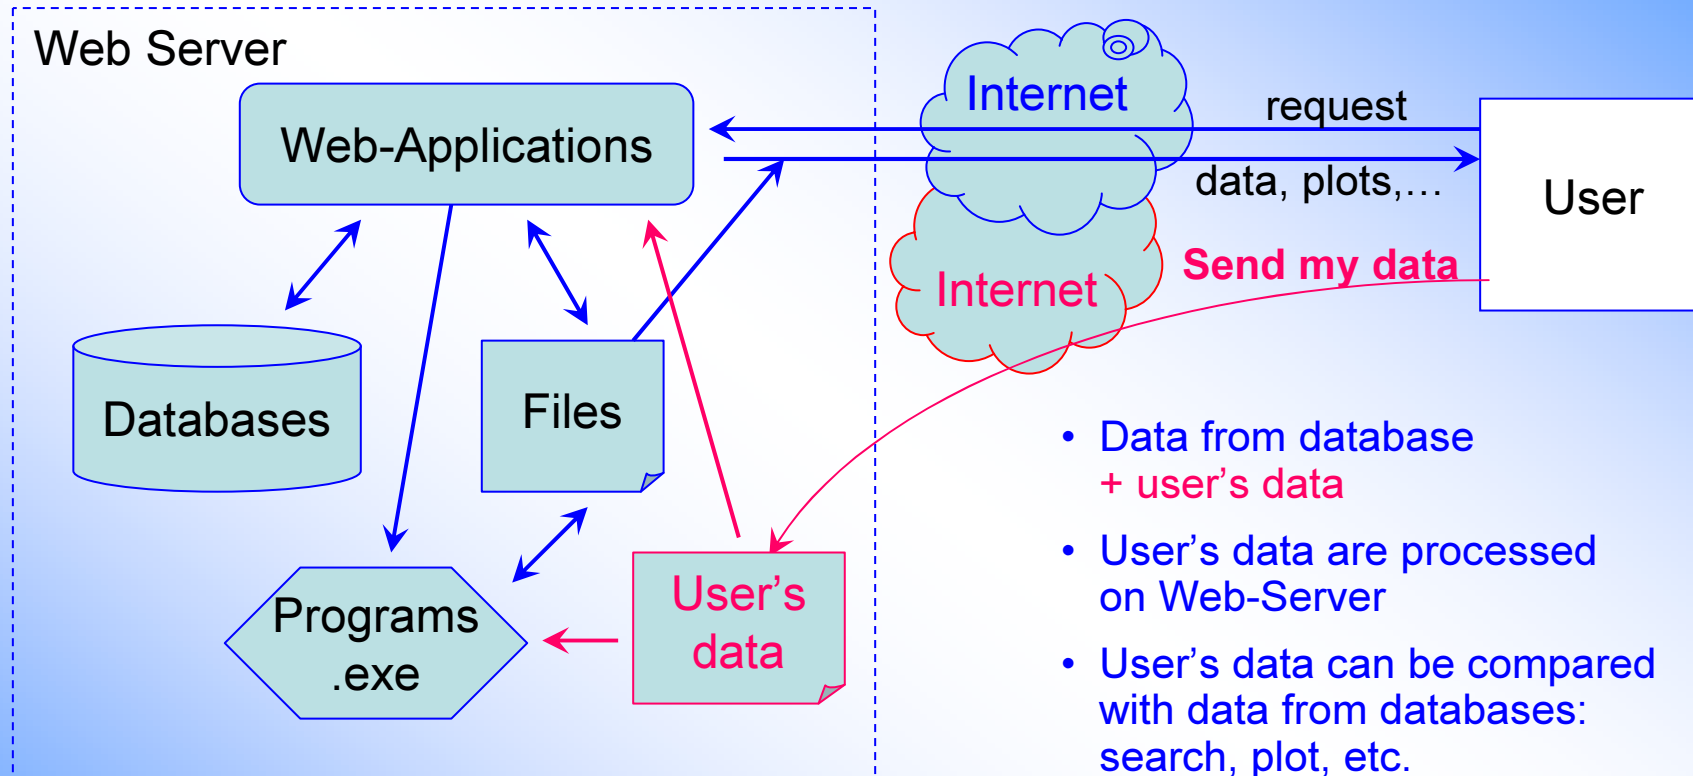 Web Server
Web-Applications
Internet
request
data, plots,…
User
Internet
Send my data
Databases
Files
Programs
.exe
User’s
data
• Data from database
+ user’s data
• User’s data are processed
on Web-Server
• User’s data can be compared
with data from databases:
search, plot, etc.